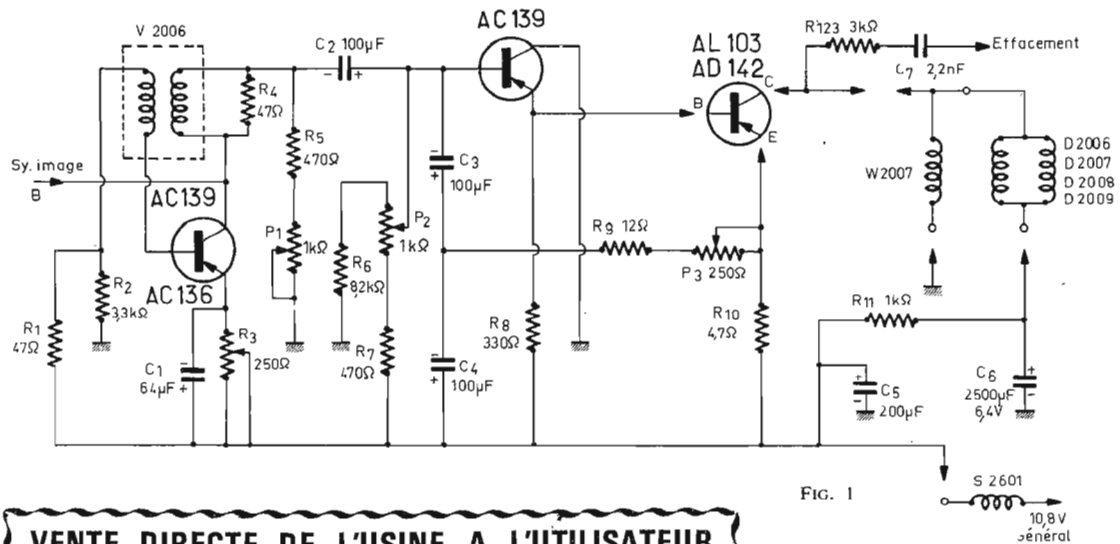 V 2006
Sy. image
B
R4
47Ω
AC139
AC136
R1
47Ω
R2
3,3kΩ
C1
64µF
-
+
R3
250Ω
C2 100µF
- +
R5
470Ω
P1
1kΩ
R6
8,2kΩ
P2
1kΩ
R7
470Ω
C3
-
+
100µF
C4
-
+
100µF
AC139
R8
330Ω
R9 12Ω
P3 250Ω
R10
4,7Ω
AL 103
AD 142
B
C
E
R123 3kΩ
C7 2,2nF
Effacement
W2007
D2006
D2007
D2008
D2009
R11 1kΩ
C5
+
-
200µF
C6
+
-
2500µF
6,4V
FIG. 1
S 2601
10,8V
général
VENTE DIRECTE DE L'USINE A L'UTILISATEUR